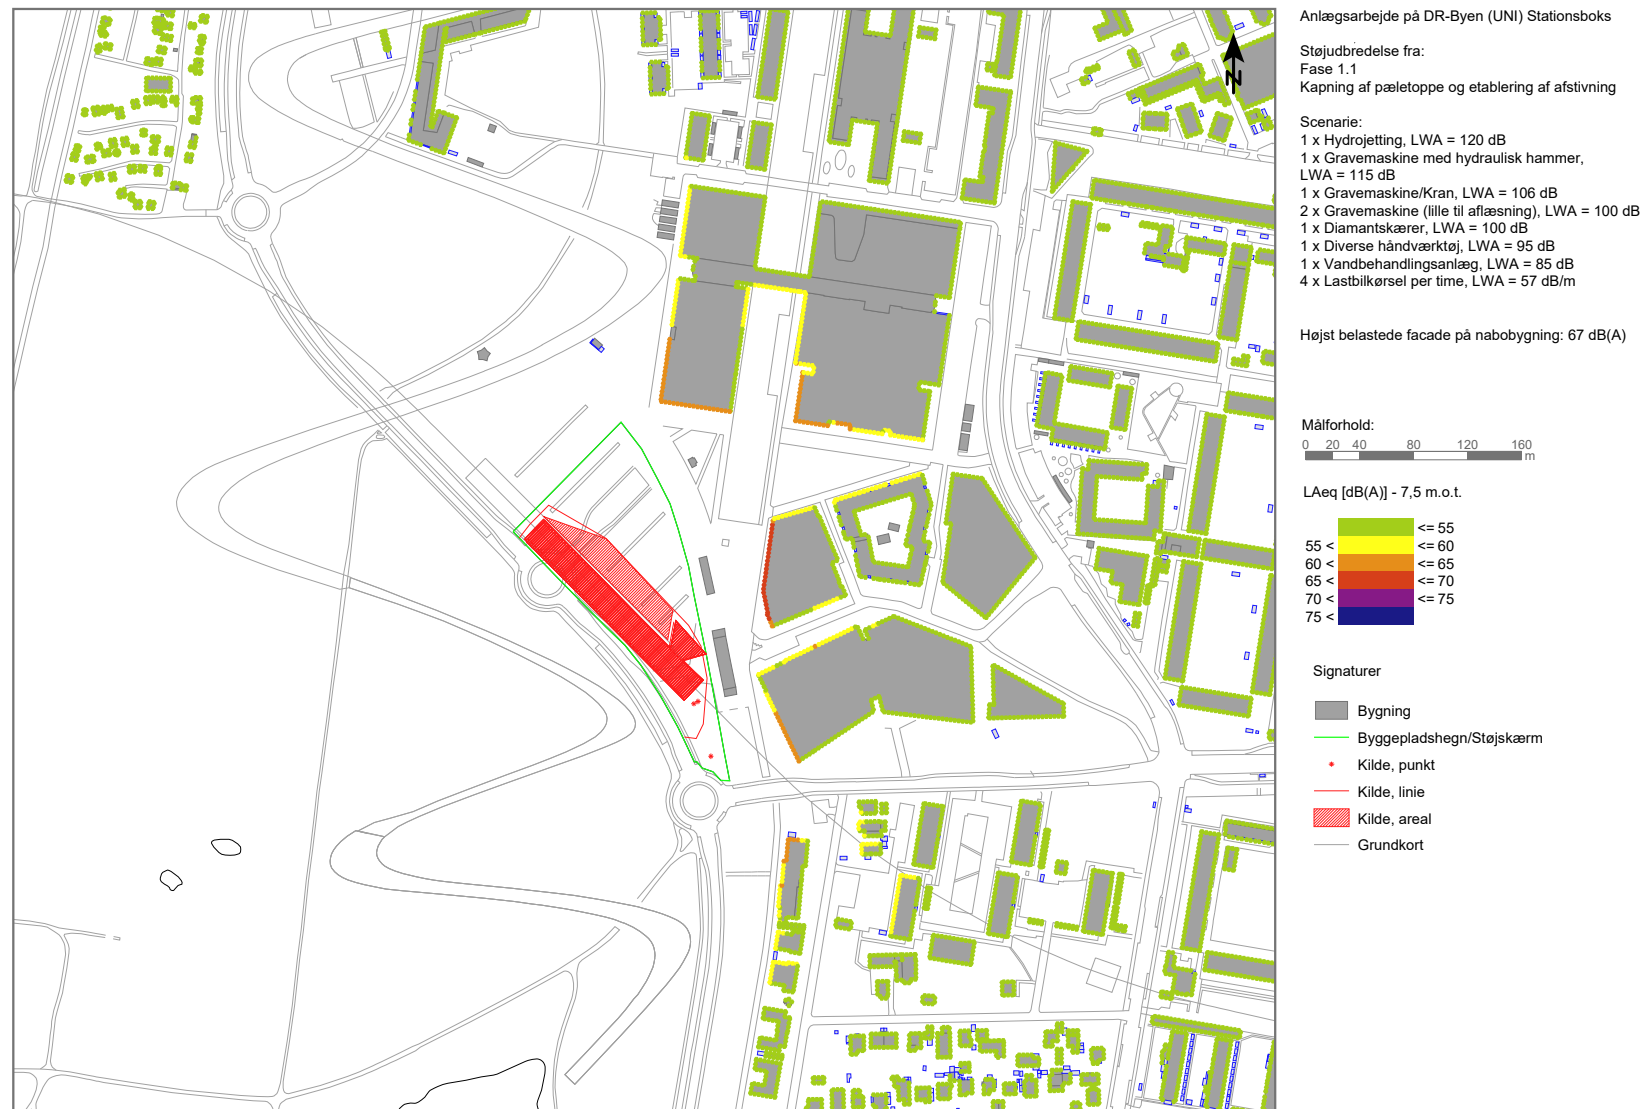 Anlægsarbejde på DR-Byen (UNI) Stationsboks
N
Støjudbredelse fra:
Fase 1.1
Kapning af pæletoppe og etablering af afstivning
Scenarie:
1 x Hydrojetting, LWA = 120 dB
1 x Gravemaskine med hydraulisk hammer,
LWA = 115 dB
1 x Gravemaskine/Kran, LWA = 106 dB
2 x Gravemaskine (lille til aflæsning), LWA = 100 dB
1 x Diamantskærer, LWA = 100 dB
1 x Diverse håndværktøj, LWA = 95 dB
1 x Vandbehandlingsanlæg, LWA = 85 dB
4 x Lastbilkørsel per time, LWA = 57 dB/m
Højst belastede facade på nabobygning: 67 dB(A)
Målforhold:
0 20 40 80 120 160
m
LAeq [dB(A)] - 7,5 m.o.t.
<= 55
55 < <= 60
60 < <= 65
65 < <= 70
70 < <= 75
75 <
Signaturer
Bygning
Byggepladshegn/Støjskærm
Kilde, punkt
Kilde, linie
Kilde, areal
Grundkort